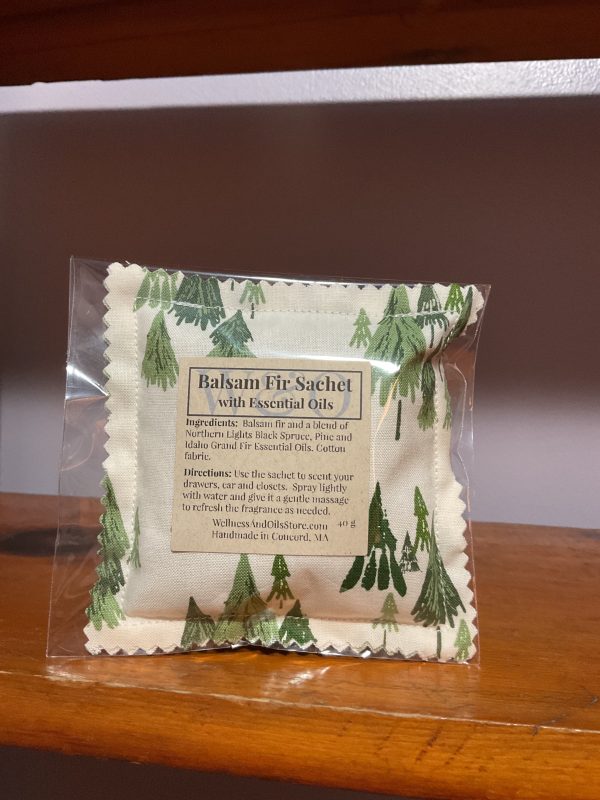 Balsam Fir Sachet
with Essential Oils
W&O
Ingredients: Balsam fir and a blend of
Northern Lights Black Spruce, Pine and
Idaho Grand Fir Essential Oils. Cotton
fabric.
Directions: Use the sachet to scent your
drawers, car and closets. Spray lightly
with water and give it a gentle massage
to refresh the fragrance as needed.
WellnessAndOilsStore.com 40 g
Handmade in Concord, MA